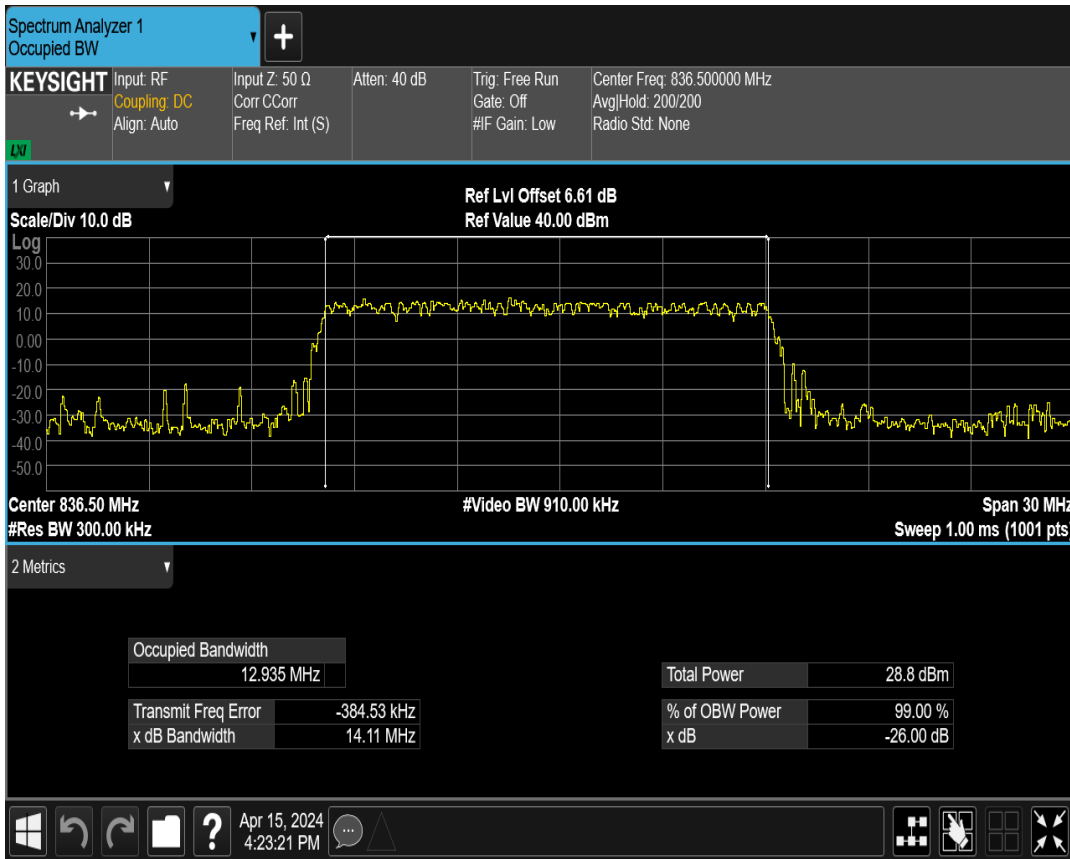 Spectrum Analyzer 1
Occupied BW
KEYSIGHT
LXI
Input: RF
Coupling: DC
Align: Auto
Input Z: 50 Ω
Corr CCorr
Freq Ref: Int (S)
Atten: 40 dB
Trig: Free Run
Gate: Off
#IF Gain: Low
Center Freq: 836.500000 MHz
Avg|Hold: 200/200
Radio Std: None
1 Graph
Scale/Div 10.0 dB
Ref Lvl Offset 6.61 dB
Ref Value 40.00 dBm
Log
30.0
20.0
10.0
0.00
-10.0
-20.0
-30.0
-40.0
-50.0
Center 836.50 MHz
#Video BW 910.00 kHz
Span 30 MHz
#Res BW 300.00 kHz
Sweep 1.00 ms (1001 pts)
2 Metrics
Occupied Bandwidth
12.935 MHz
Total Power 28.8 dBm
Transmit Freq Error -384.53 kHz
% of OBW Power 99.00 %
x dB Bandwidth 14.11 MHz
x dB -26.00 dB
Apr 15, 2024
4:23:21 PM